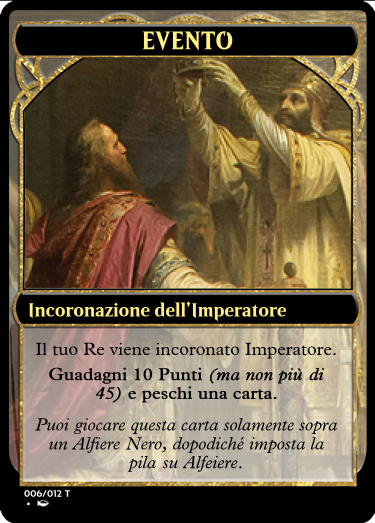 EVENTO
Incoronazione dell'Imperatore
Il tuo Re viene incoronato Imperatore.
Guadagni 10 Punti (ma non più di
45) e peschi una carta.
Puoi giocare questa carta solamente sopra
un Alfiere Nero, dopodiché imposta la
pila su Alfeiere.
006/012 T